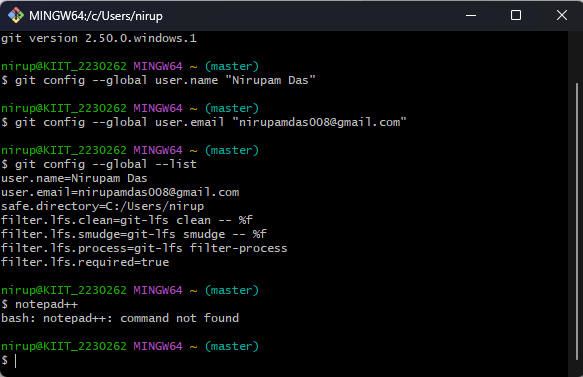 MINGW64:/c/Users/nirup
git version 2.50.0.windows.1
nirup@KIIT_2230262 MINGW64 ~ (master)
$ git config --global user.name "Nirupam Das"
nirup@KIIT_2230262 MINGW64 ~ (master)
$ git config --global user.email "nirupamdas008@gmail.com"
nirup@KIIT_2230262 MINGW64 ~ (master)
$ git config --global --list
user.name=Nirupam Das
user.email=nirupamdas008@gmail.com
safe.directory=C:/Users/nirup
filter.lfs.clean=git-lfs clean -- %f
filter.lfs.smudge=git-lfs smudge -- %f
filter.lfs.process=git-lfs filter-process
filter.lfs.required=true
nirup@KIIT_2230262 MINGW64 ~ (master)
$ notepad++
bash: notepad++: command not found
nirup@KIIT_2230262 MINGW64 ~ (master)
$